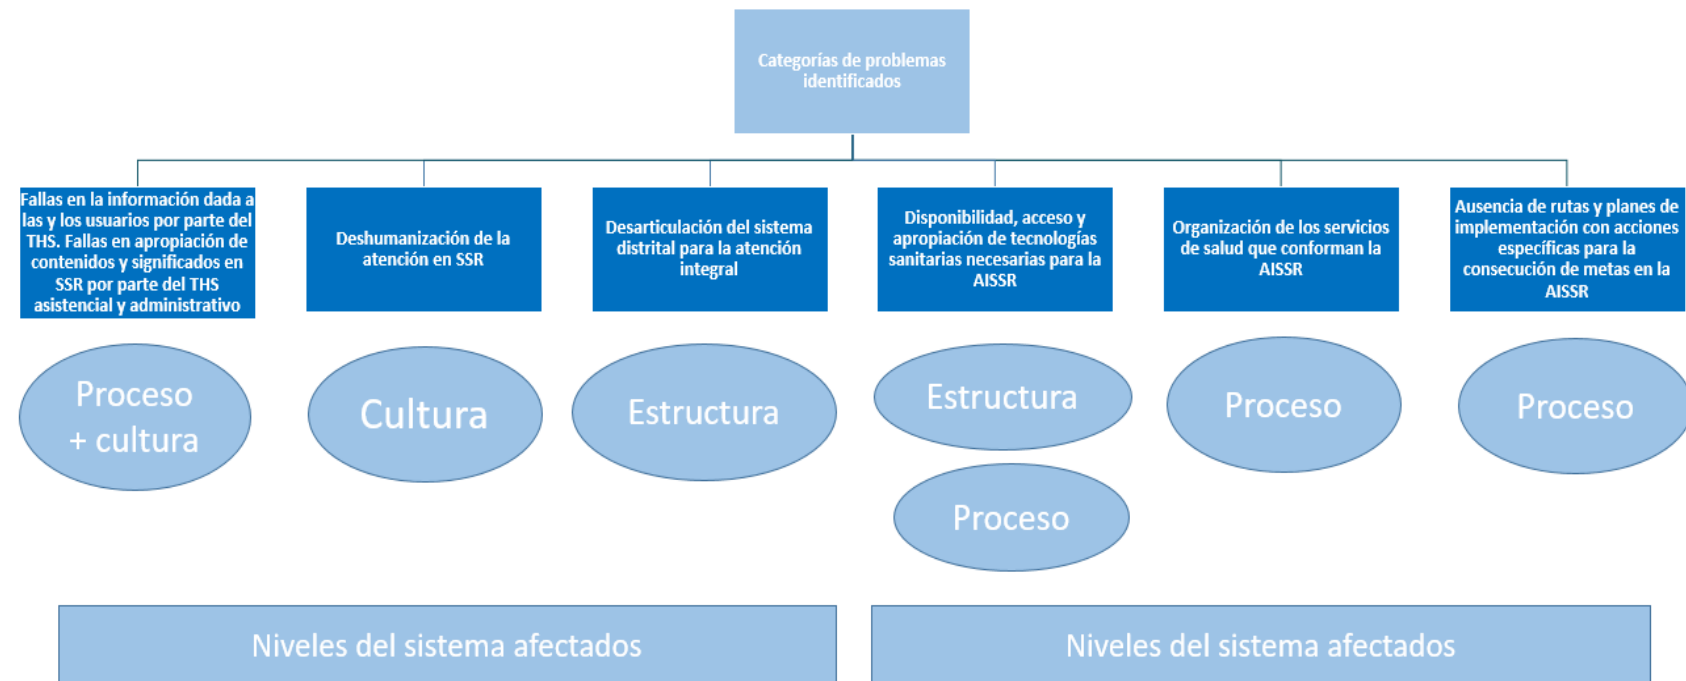 Categorías de problemas
identificados
Fallas en la información dada a
las y los usuarios por parte del
THS. Fallas en apropiación de
contenidos y significados en
SSR por parte del THS
asistencial y administrativo
Deshumanización de la
atención en SSR
Desarticulación del sistema
distrital para la atención
integral
Disponibilidad, acceso y
apropiación de tecnologías
sanitarias necesarias para la
AISSR
Organización de los servicios
de salud que conforman la
AISSR
Ausencia de rutas y planes de
implementación con acciones
específicas para la
consecución de metas en la
AISSR
Proceso
+ cultura
Cultura
Estructura
Estructura
Proceso
Proceso
Proceso
Niveles del sistema afectados
Niveles del sistema afectados